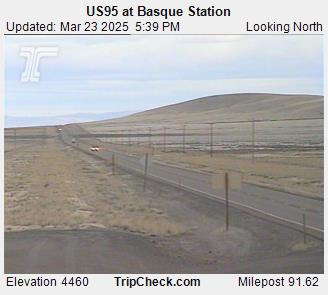 US95 at Basque Station
Updated: Mar 23 2025 5:39 PM Looking North
Elevation 4460 TripCheck.com Milepost 91.62